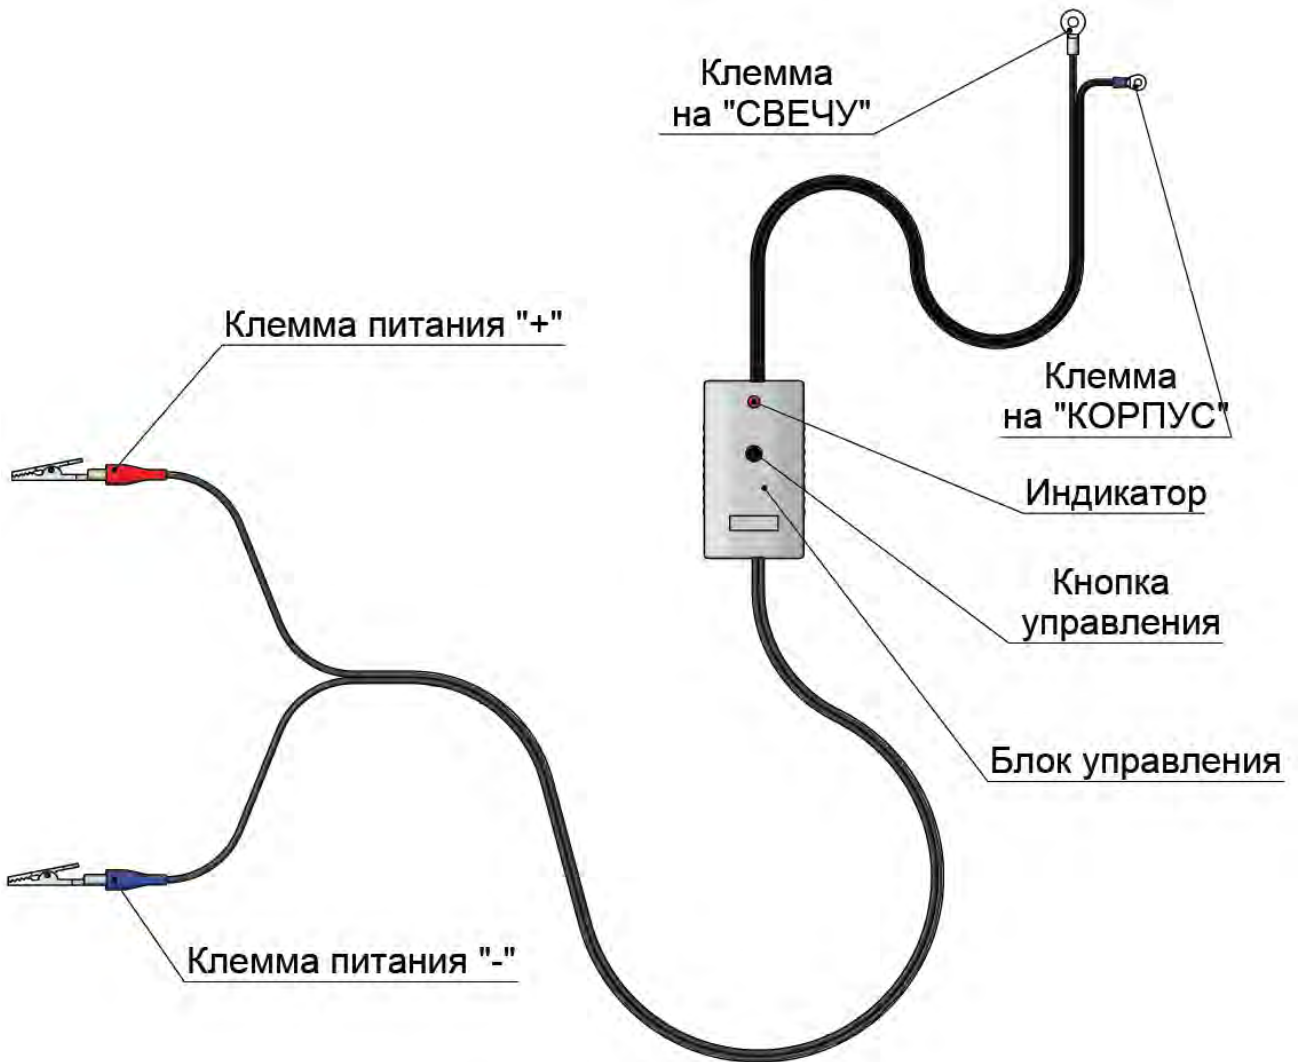 Клемма
на "СВЕЧУ"
Клемма питания "+"
Клемма
на "КОРПУС"
Индикатор
Кнопка
управления
Блок управления
Клемма питания "-"